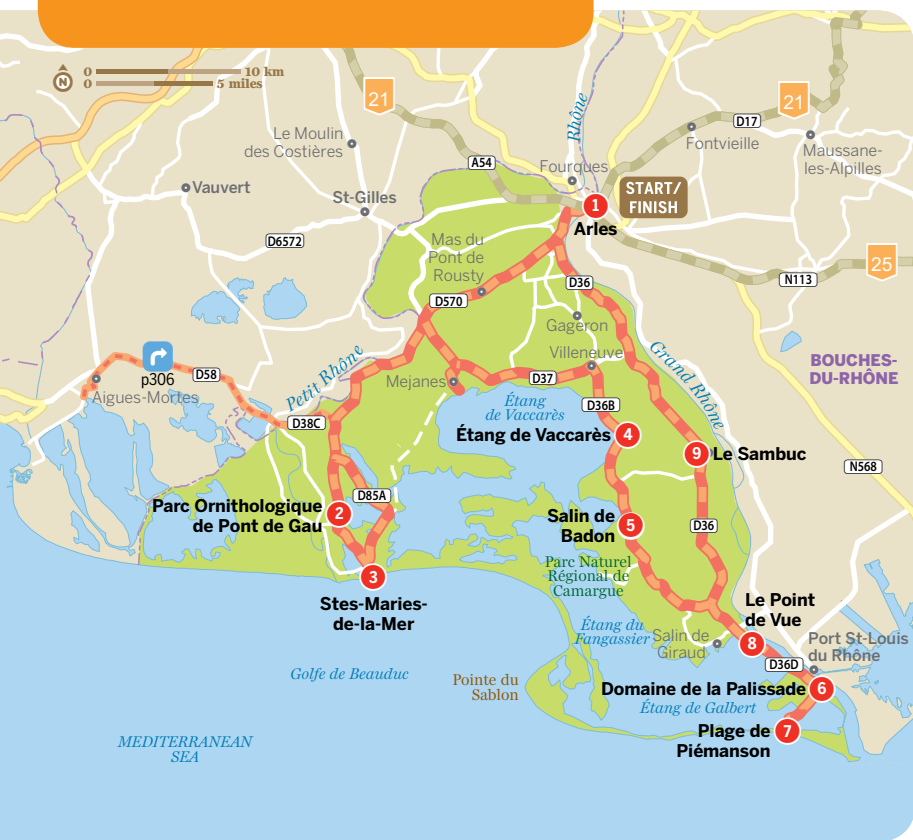 0 10 km
0 5 miles
N
21
21
25
Rhône
D17
Le Moulin
des Costières
Fontvieille
Maussane-
les-Alpilles
A54
Fourques
Vauvert
St-Gilles
START/
FINISH
1
Arles
D6572
Mas du
Pont de
Rousty
D570
D36
N113
Gageron
Villeneuve
Grand Rhône
BOUCHES-
DU-RHÔNE
p306
D58
Aigues-Mortes
Petit Rhône
Mejanes
D37
Étang
de Vaccarès
D36B
D38C
Étang de Vaccarès
4
9
Le Sambuc
N568
D85A
Parc Ornithologique
de Pont de Gau
2
Salin de
Badon
5
D36
3
Stes-Maries-
de-la-Mer
Parc Naturel
Régional de
Camargue
Le Point
de Vue
8
Étang du
Fangassier
Salin de
Giraud
Port St-Louis
du Rhône
D36D
Golfe de Beauduc
Pointe du
Sablon
Domaine de la Palissade
6
Étang de Galbert
Plage de
Piémanson
7
MEDITERRANEAN
SEA